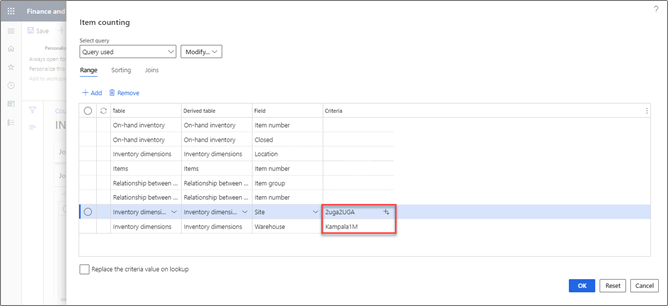 Finance and
?
Save
Personalis
Always open fo
Personalize this
Add to workspa
Item counting
Select query
Query used
Modify...
Range Sorting Joins
+ Add Remove
Table Derived table Field Criteria
On-hand inventory On-hand inventory Item number
On-hand inventory On-hand inventory Closed
Inventory dimensions Inventory dimensions Location
Items Items Item number
Relationship between ... Relationship between ... Item group
Relationship between ... Relationship between ... Item number
Inventory dimensi... Inventory dimensi... Site 2uga2UGA
Inventory dimensions Inventory dimensions Warehouse Kampala1M
Replace the criteria value on lookup
OK Reset Cancel